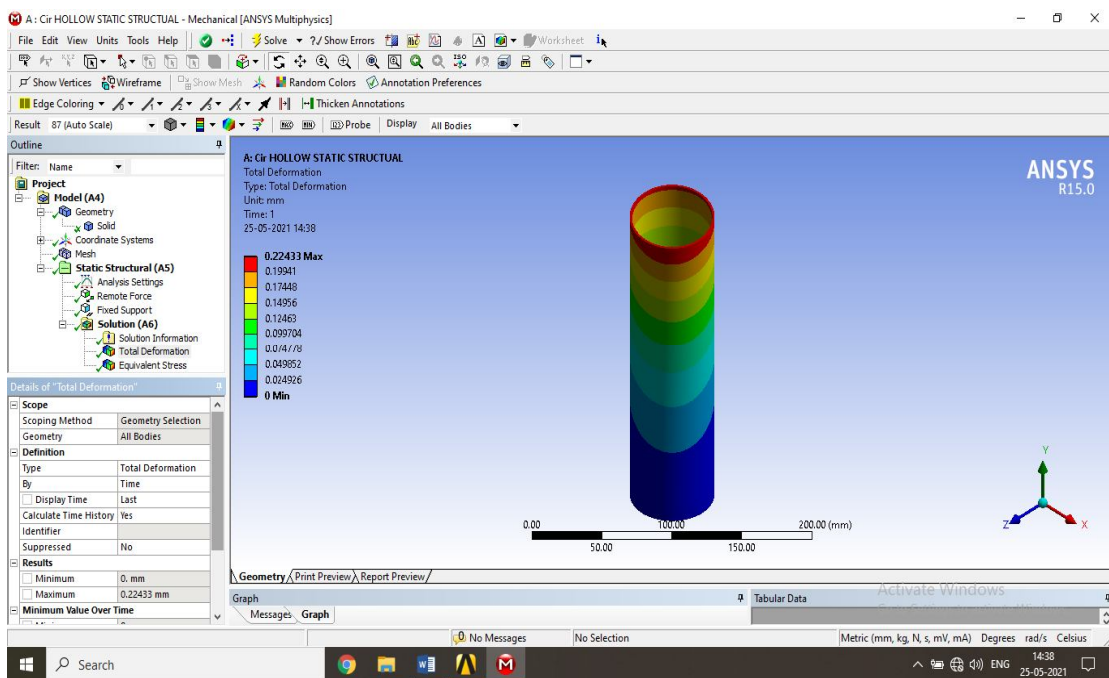 A : Cir HOLLOW STATIC STRUCTUAL - Mechanical [ANSYS Multiphysics]
File Edit View Units Tools Help Solve ?/ Show Errors Worksheet
Show Vertices Wireframe Show Mesh Random Colors Annotation Preferences
Edge Coloring Thicken Annotations
Result 87 (Auto Scale) Probe Display All Bodies
Outline
Filter: Name
Project
Model (A4)
Geometry
Solid
Coordinate Systems
Mesh
Static Structural (A5)
Analysis Settings
Remote Force
Fixed Support
Solution (A6)
Solution Information
Total Deformation
Equivalent Stress
Details of "Total Deformation"
Scope
Scoping Method Geometry Selection
Geometry All Bodies
Definition
Type Total Deformation
By Time
Display Time Last
Calculate Time History Yes
Identifier
Suppressed No
Results
Minimum 0. mm
Maximum 0.22433 mm
Minimum Value Over Time
A: Cir HOLLOW STATIC STRUCTUAL
Total Deformation
Type: Total Deformation
Unit: mm
Time: 1
25-05-2021 14:38
0.22433 Max
0.19941
0.17448
0.14956
0.12463
0.099704
0.074778
0.049852
0.024926
0 Min
ANSYS
R15.0
Y
Z X
0.00 100.00 200.00 (mm)
50.00 150.00
Geometry Print Preview Report Preview
Graph
Messages Graph
Tabular Data
Activate Windows
0 No Messages No Selection Metric (mm, kg, N, s, mV, mA) Degrees rad/s Celsius
Search
ENG 14:38
25-05-2021